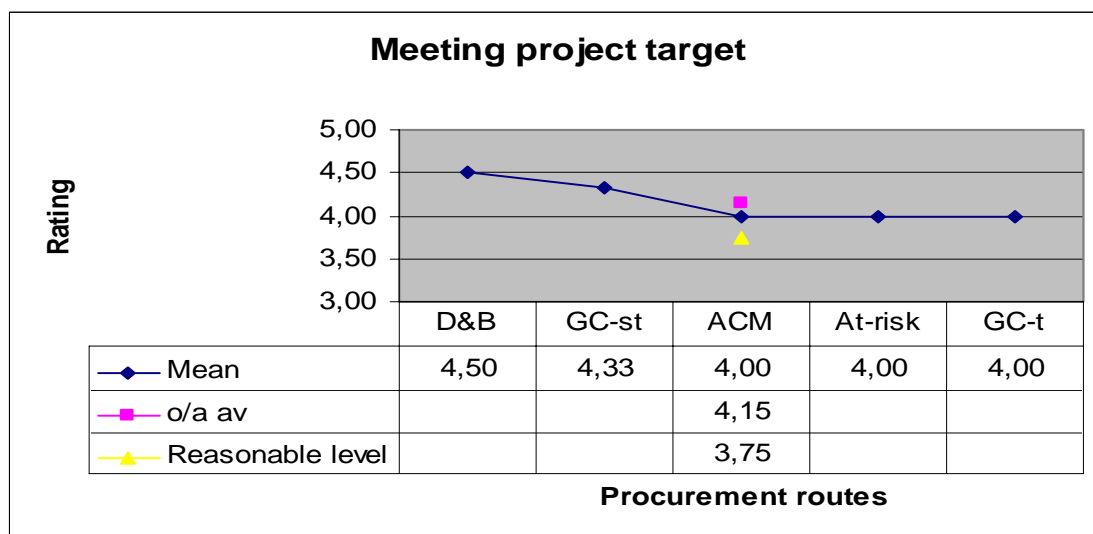 Meeting project target
Rating
5,00
4,50
4,00
3,50
3,00
D&B GC-st ACM At-risk GC-t
Mean 4,50 4,33 4,00 4,00 4,00
o/a av 4,15
Reasonable level 3,75
Procurement routes